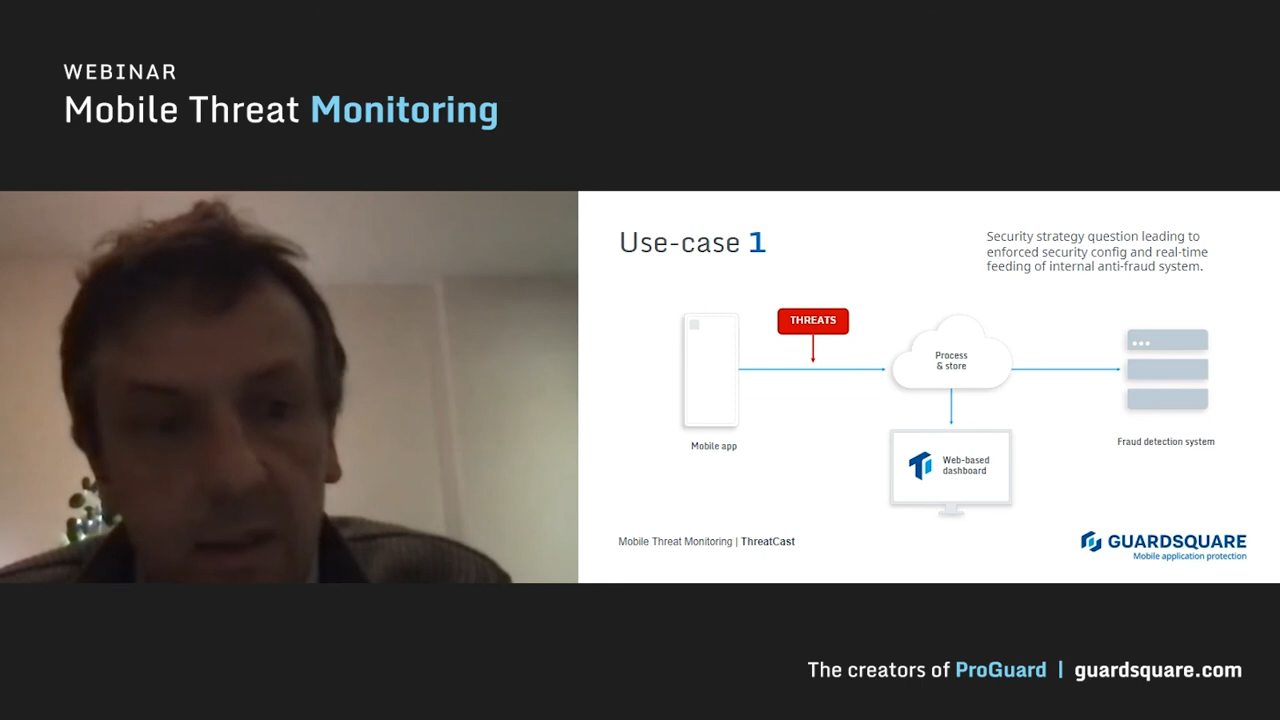 WEBINAR
Mobile Threat Monitoring
Use-case 1
Security strategy question leading to
enforced security config and real-time
feeding of internal anti-fraud system.
THREATS
Process
& store
Mobile app
Fraud detection system
Web-based
dashboard
Mobile Threat Monitoring | ThreatCast
GUARDSQUARE
Mobile application protection
The creators of ProGuard | guardsquare.com